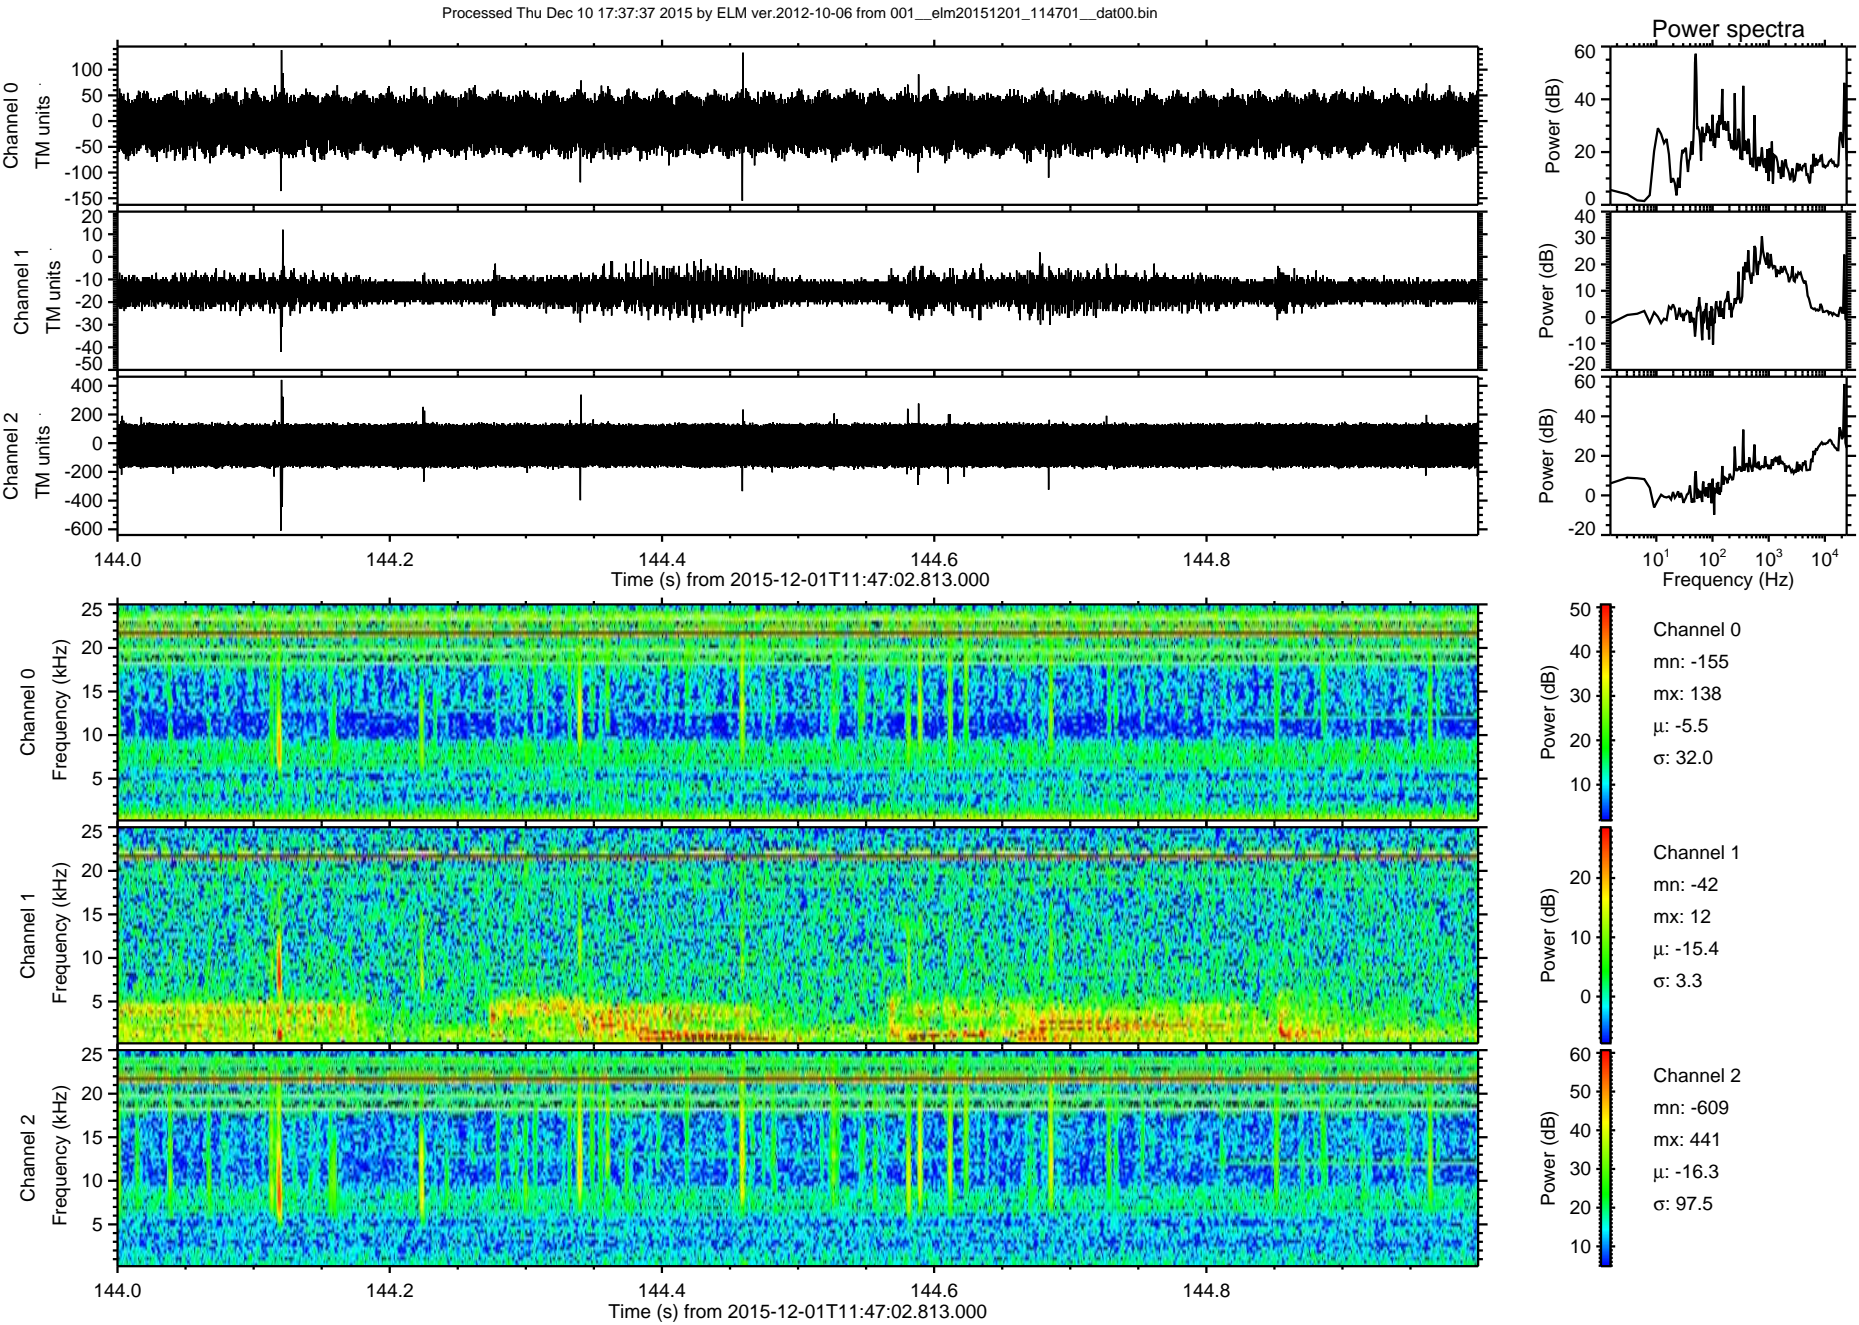 Processed Thu Dec 10 17:37:37 2015 by ELM ver.2012-10-06 from 001__elm20151201_114701__dat00.bin
Power spectra
Channel 0
TM units
100
50
0
-50
-100
-150
Power (dB)
60
40
20
0
Channel 1
TM units
20
10
0
-10
-20
-30
-40
-50
Power (dB)
40
30
20
10
0
-10
-20
Channel 2
TM units
400
200
0
-200
-400
-600
Power (dB)
60
40
20
0
-20
144.0 144.2 144.4 144.6 144.8
Time (s) from 2015-12-01T11:47:02.813.000
10^1 10^2 10^3 10^4
Frequency (Hz)
Channel 0
Frequency (kHz)
25
20
15
10
5
Power (dB)
50
40
30
20
10
Channel 0
mn: -155
mx: 138
μ: -5.5
σ: 32.0
Channel 1
Frequency (kHz)
25
20
15
10
5
Power (dB)
20
10
0
Channel 1
mn: -42
mx: 12
μ: -15.4
σ: 3.3
Channel 2
Frequency (kHz)
25
20
15
10
5
Power (dB)
60
50
40
30
20
10
Channel 2
mn: -609
mx: 441
μ: -16.3
σ: 97.5
144.0 144.2 144.4 144.6 144.8
Time (s) from 2015-12-01T11:47:02.813.000